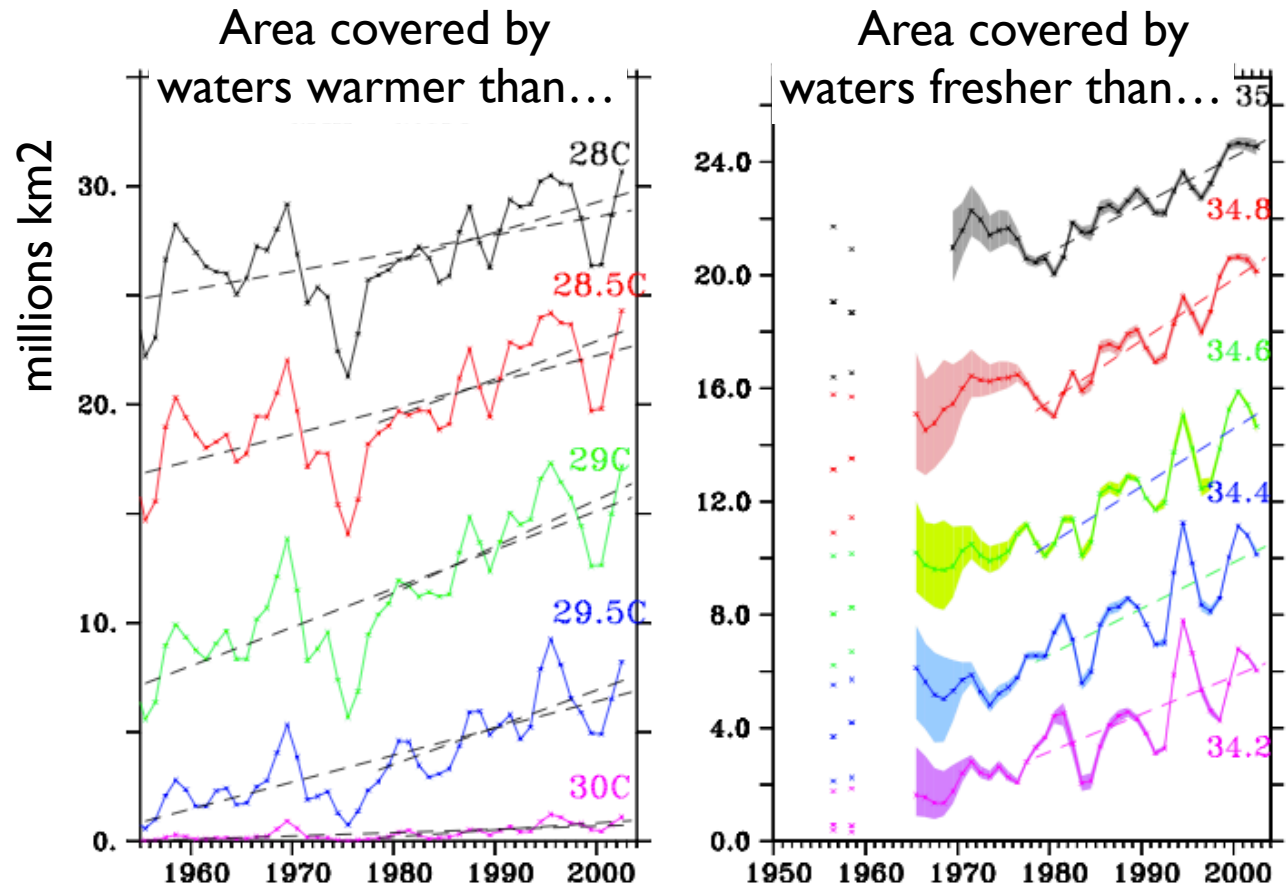 Area covered by
waters warmer than…
Area covered by
waters fresher than…
millions km2
30.
20.
10.
0.
28C
28.5C
29C
29.5C
30C
1960 1970 1980 1990 2000
24.0
20.0
16.0
12.0
8.0
4.0
0.0
35
34.8
34.6
34.4
34.2
1950 1960 1970 1980 1990 2000